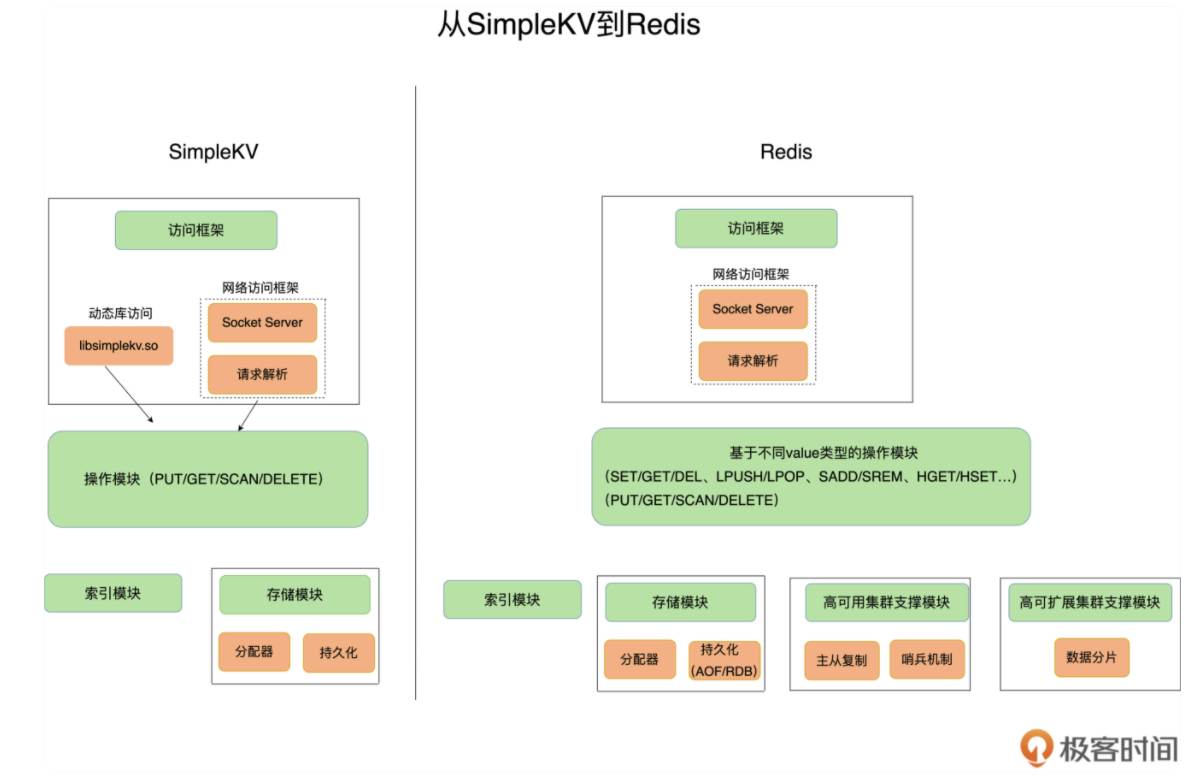 从SimpleKV到Redis
SimpleKV
访问框架
动态库访问
libsimplekv.so
网络访问框架
Socket Server
请求解析
操作模块（PUT/GET/SCAN/DELETE）
索引模块
存储模块
分配器
持久化
Redis
访问框架
网络访问框架
Socket Server
请求解析
基于不同value类型的操作模块
（SET/GET/DEL、LPUSH/LPOP、SADD/SREM、HGET/HSET...）
（PUT/GET/SCAN/DELETE）
索引模块
存储模块
分配器
持久化
(AOF/RDB)
高可用集群支撑模块
主从复制
哨兵机制
高可扩展集群支撑模块
数据分片
极客时间